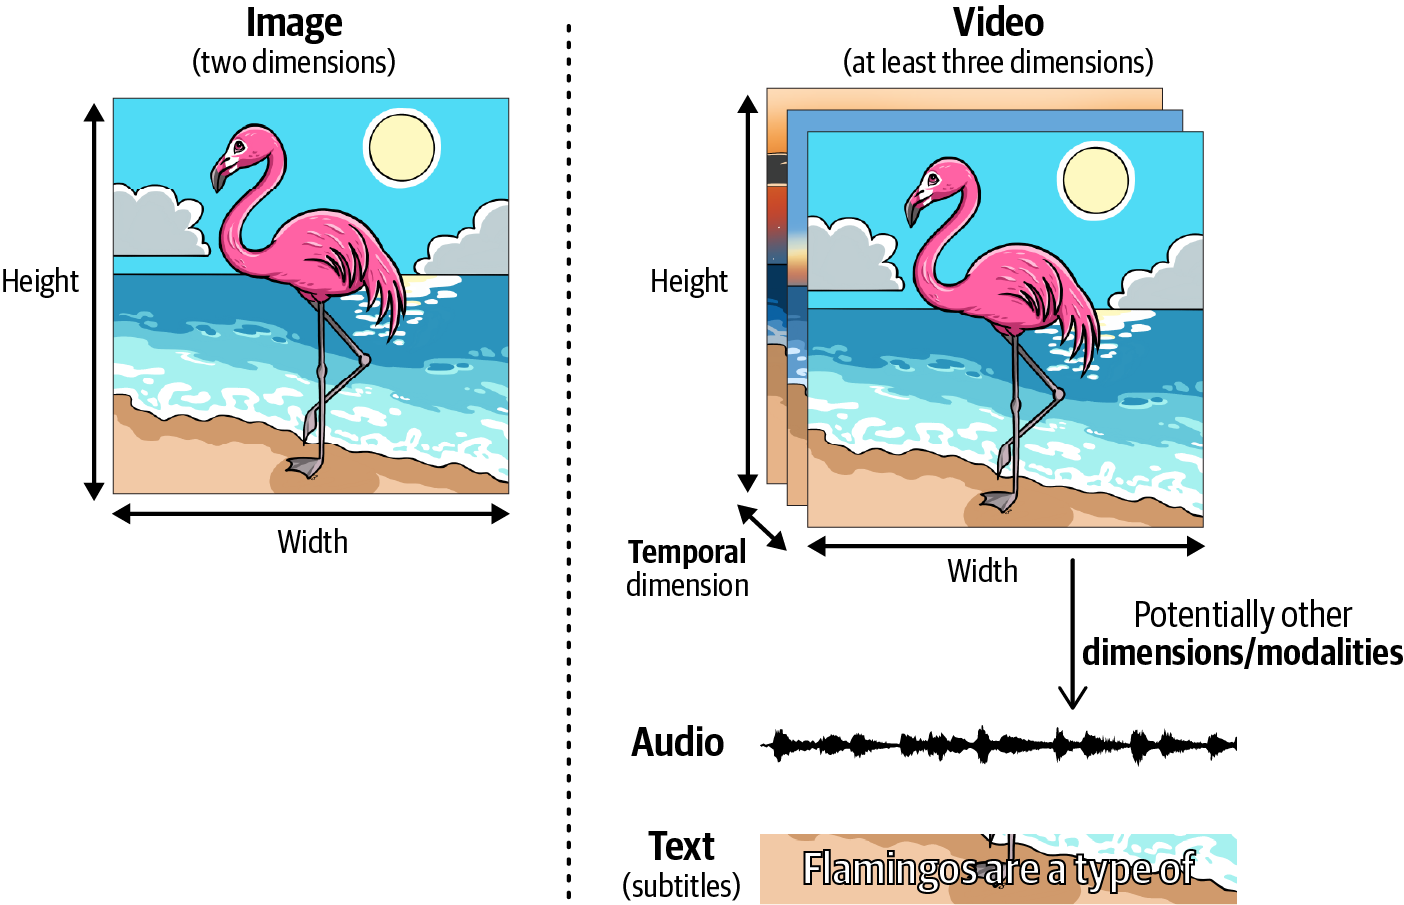 Image
(two dimensions)
Height
Width
Video
(at least three dimensions)
Height
Temporal
dimension
Width
Potentially other
dimensions/modalities
Audio
Text
(subtitles)
Flamingos are a type of